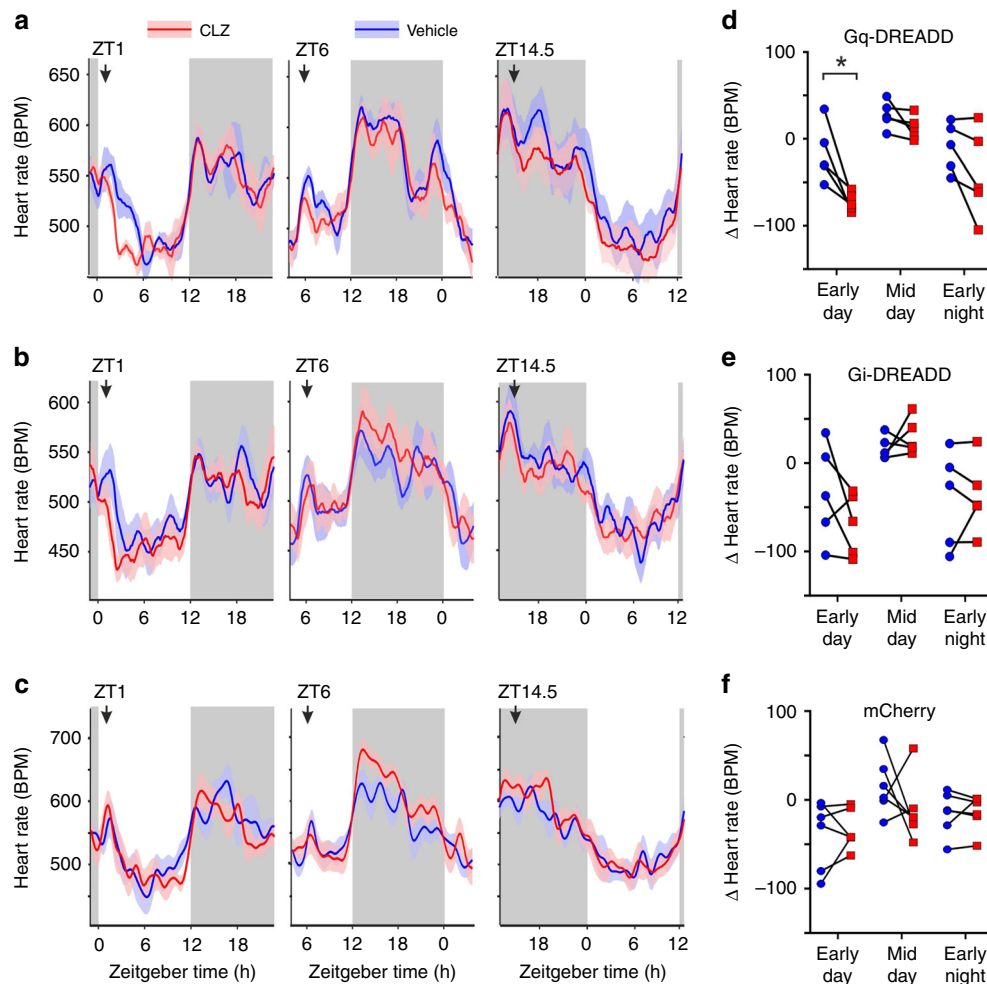 a
CLZ
Vehicle
ZT1
ZT6
ZT14.5
Heart rate (BPM)
650
600
550
500
0
6
12
18
6
12
18
0
18
0
6
12
b
ZT1
ZT6
ZT14.5
Heart rate (BPM)
600
550
500
450
0
6
12
18
6
12
18
0
18
0
6
12
c
ZT1
ZT6
ZT14.5
Heart rate (BPM)
700
600
500
0
6
12
18
6
12
18
0
18
0
6
12
Zeitgeber time (h)
Zeitgeber time (h)
Zeitgeber time (h)
d
Gq-DREADD
*
Δ Heart rate (BPM)
100
0
−100
Early
day
Mid
day
Early
night
e
Gi-DREADD
Δ Heart rate (BPM)
100
0
−100
Early
day
Mid
day
Early
night
f
mCherry
Δ Heart rate (BPM)
100
0
−100
Early
day
Mid
day
Early
night